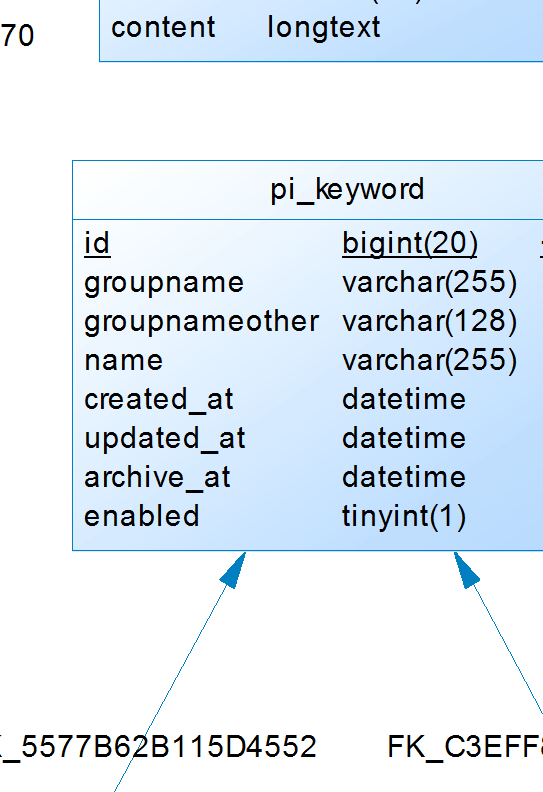 70
content longtext
pi_keyword
id bigint(20)
groupname varchar(255)
groupnameother varchar(128)
name varchar(255)
created_at datetime
updated_at datetime
archive_at datetime
enabled tinyint(1)
_5577B62B115D4552 FK_C3EFF